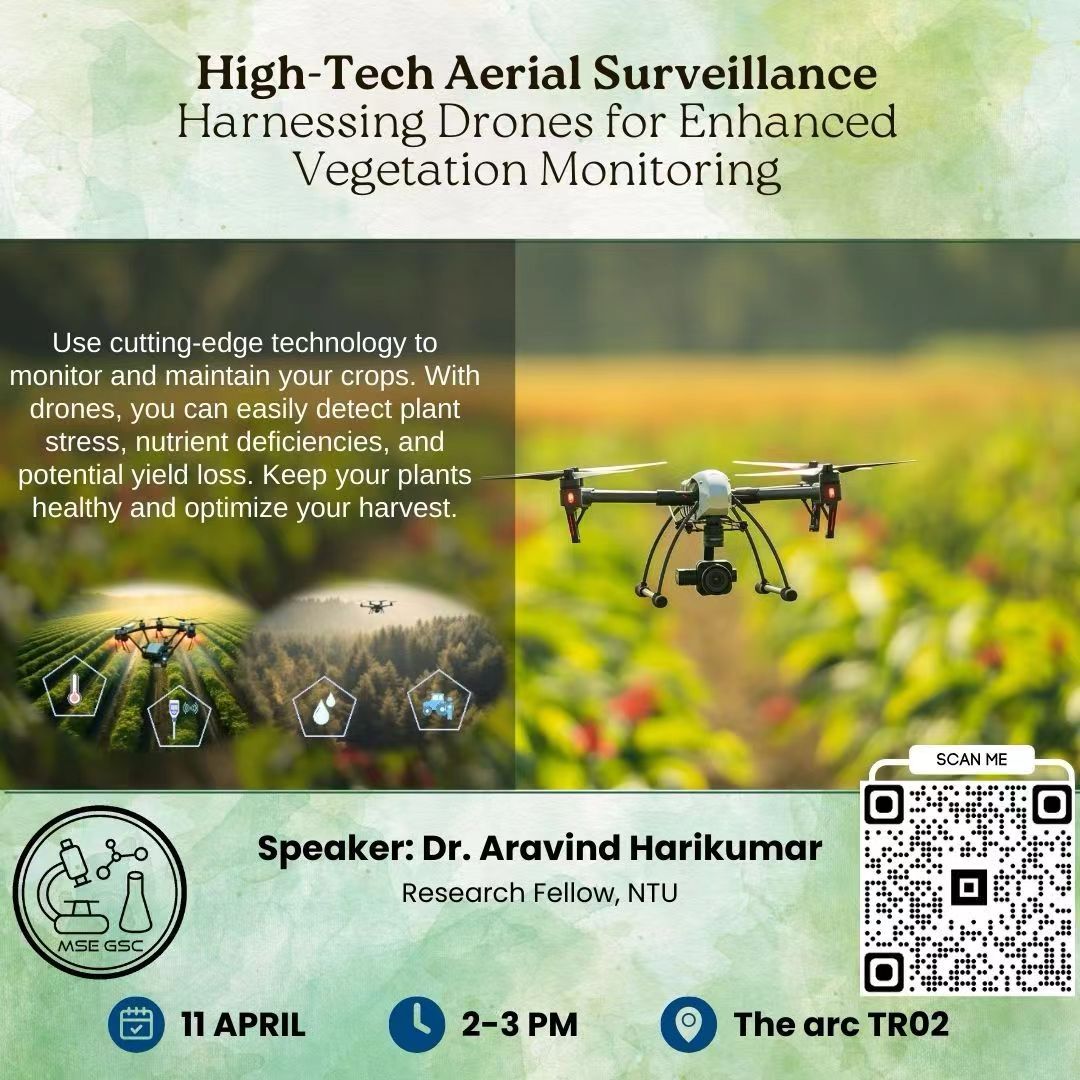 High-Tech Aerial Surveillance
Harnessing Drones for Enhanced
Vegetation Monitoring
Use cutting-edge technology to
monitor and maintain your crops. With
drones, you can easily detect plant
stress, nutrient deficiencies, and
potential yield loss. Keep your plants
healthy and optimize your harvest.
SCAN ME
Speaker: Dr. Aravind Harikumar
Research Fellow, NTU
MSE GSC
11 APRIL
2-3 PM
The arc TR02